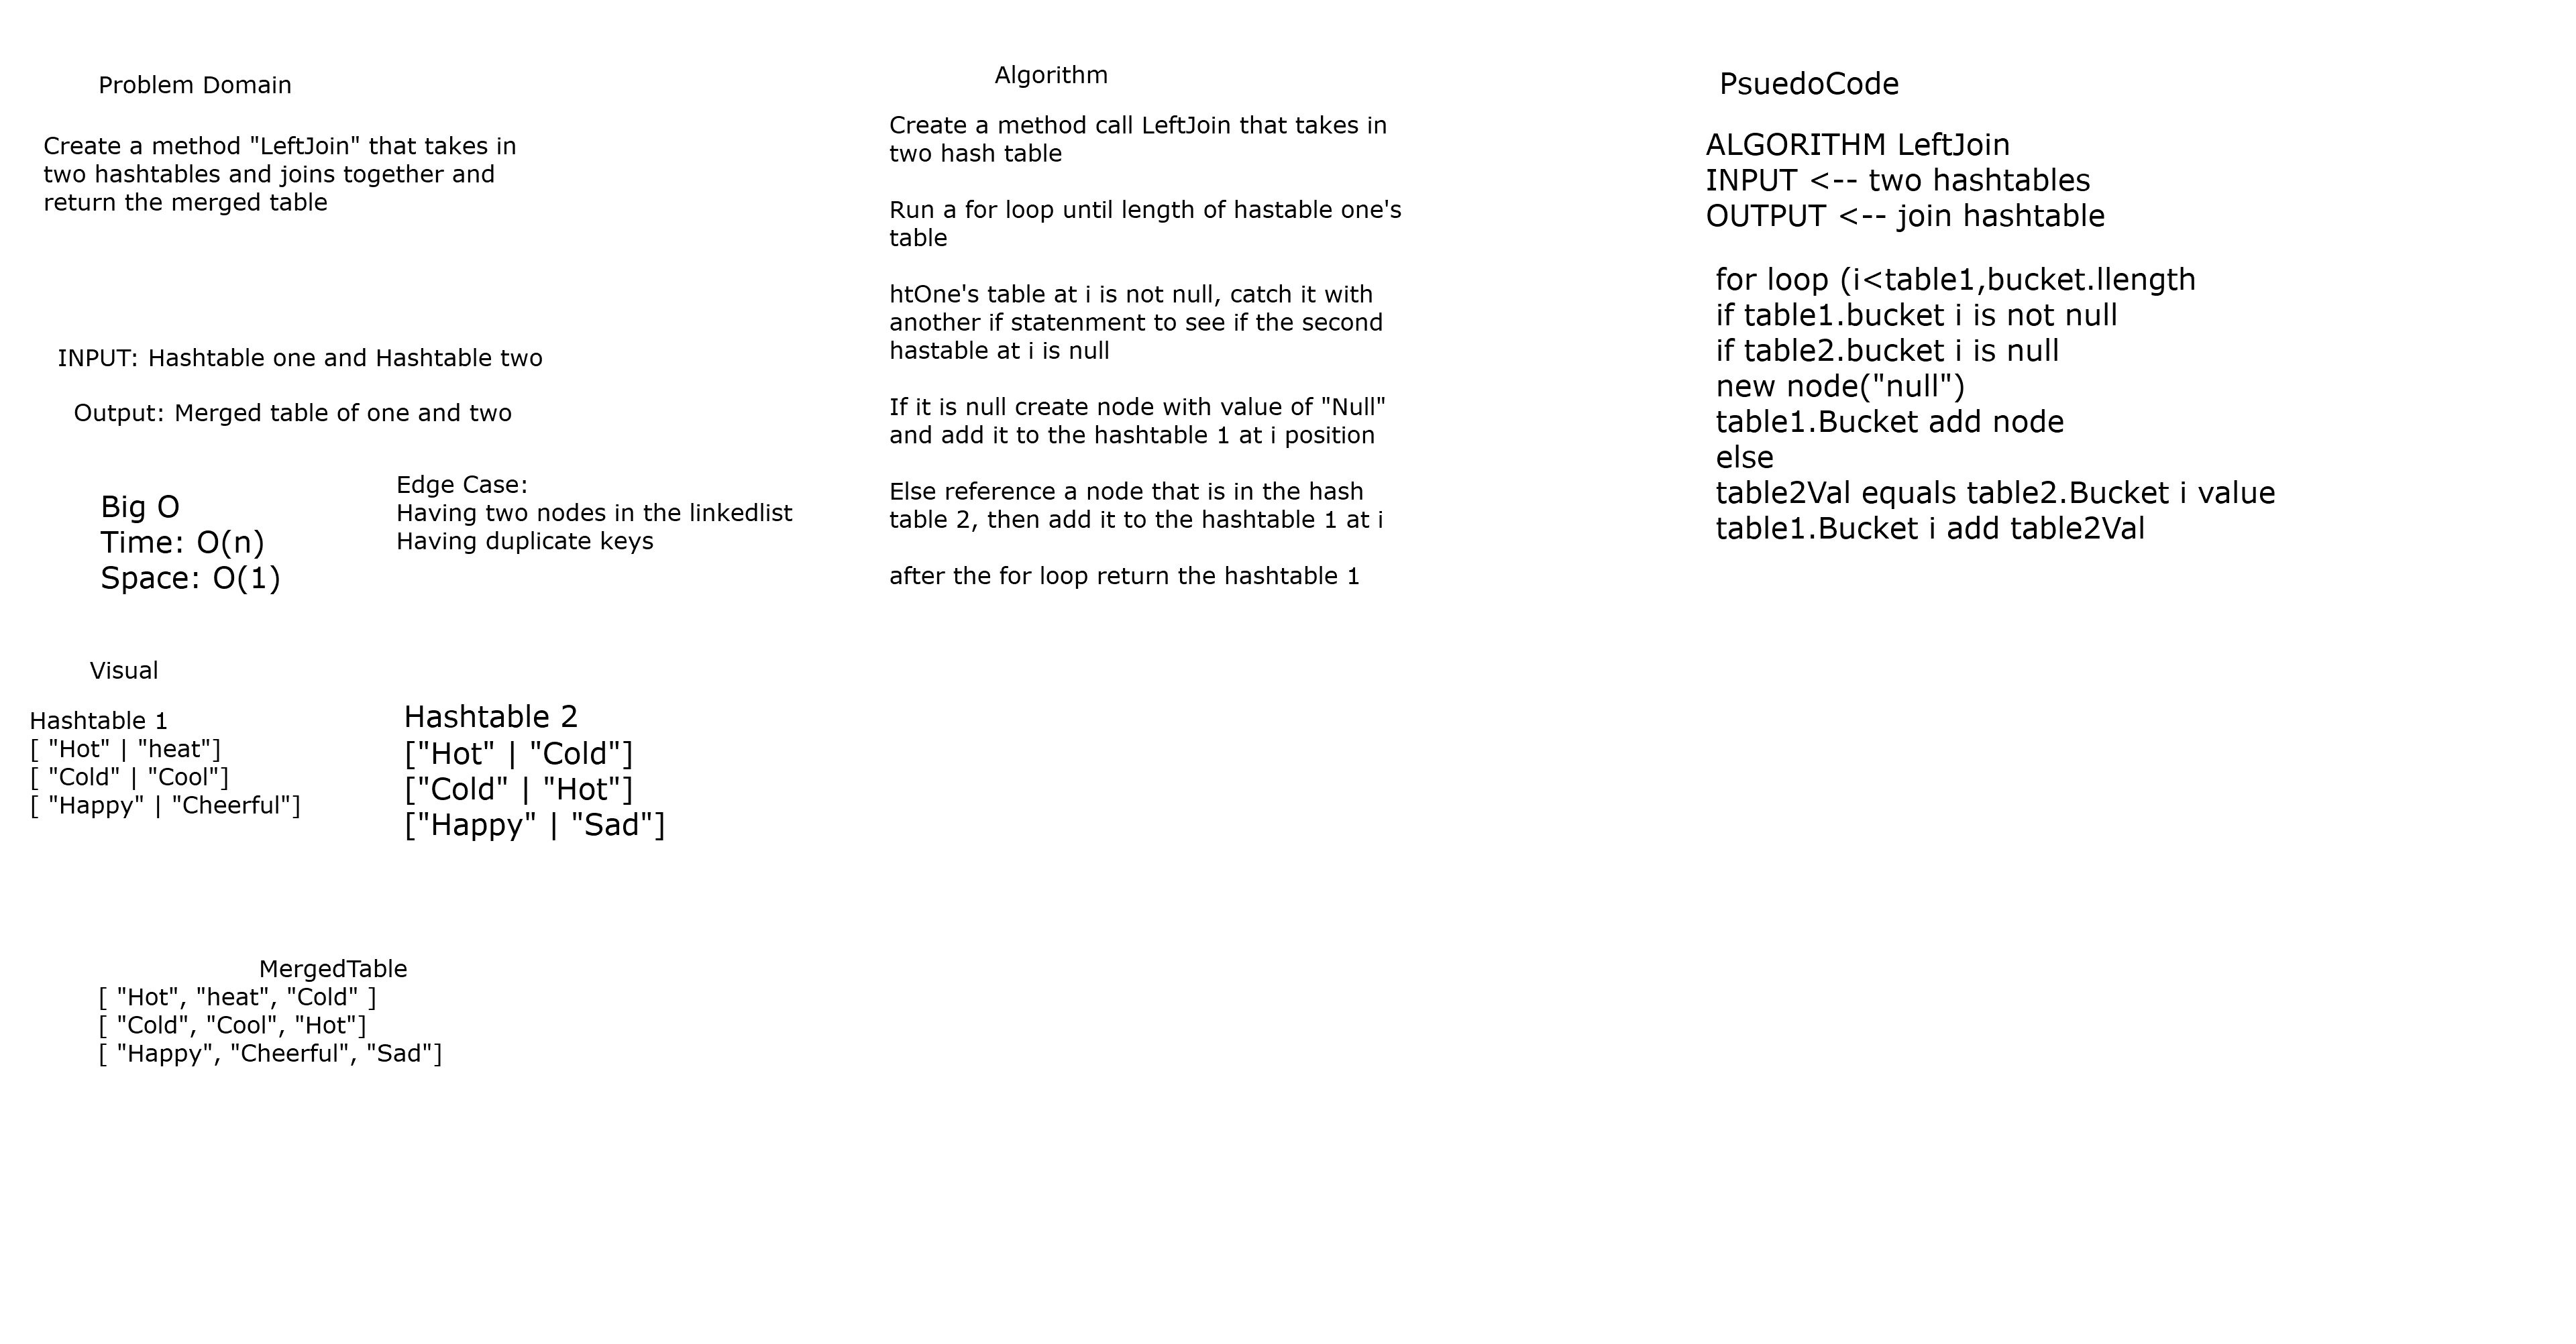 Problem Domain
Create a method "LeftJoin" that takes in
two hashtables and joins together and
return the merged table
INPUT: Hashtable one and Hashtable two
Output: Merged table of one and two
Big O
Time: O(n)
Space: O(1)
Edge Case:
Having two nodes in the linkedlist
Having duplicate keys
Visual
Hashtable 1
[ "Hot" | "heat"]
[ "Cold" | "Cool"]
[ "Happy" | "Cheerful"]
Hashtable 2
["Hot" | "Cold"]
["Cold" | "Hot"]
["Happy" | "Sad"]
MergedTable
[ "Hot", "heat", "Cold" ]
[ "Cold", "Cool", "Hot"]
[ "Happy", "Cheerful", "Sad"]
Algorithm
Create a method call LeftJoin that takes in
two hash table
Run a for loop until length of hastable one's
table
htOne's table at i is not null, catch it with
another if statenment to see if the second
hastable at i is null
If it is null create node with value of "Null"
and add it to the hashtable 1 at i position
Else reference a node that is in the hash
table 2, then add it to the hashtable 1 at i
after the for loop return the hashtable 1
PsuedoCode
ALGORITHM LeftJoin
INPUT <-- two hashtables
OUTPUT <-- join hashtable
for loop (i<table1,bucket.llength
if table1.bucket i is not null
if table2.bucket i is null
new node("null")
table1.Bucket add node
else
table2Val equals table2.Bucket i value
table1.Bucket i add table2Val